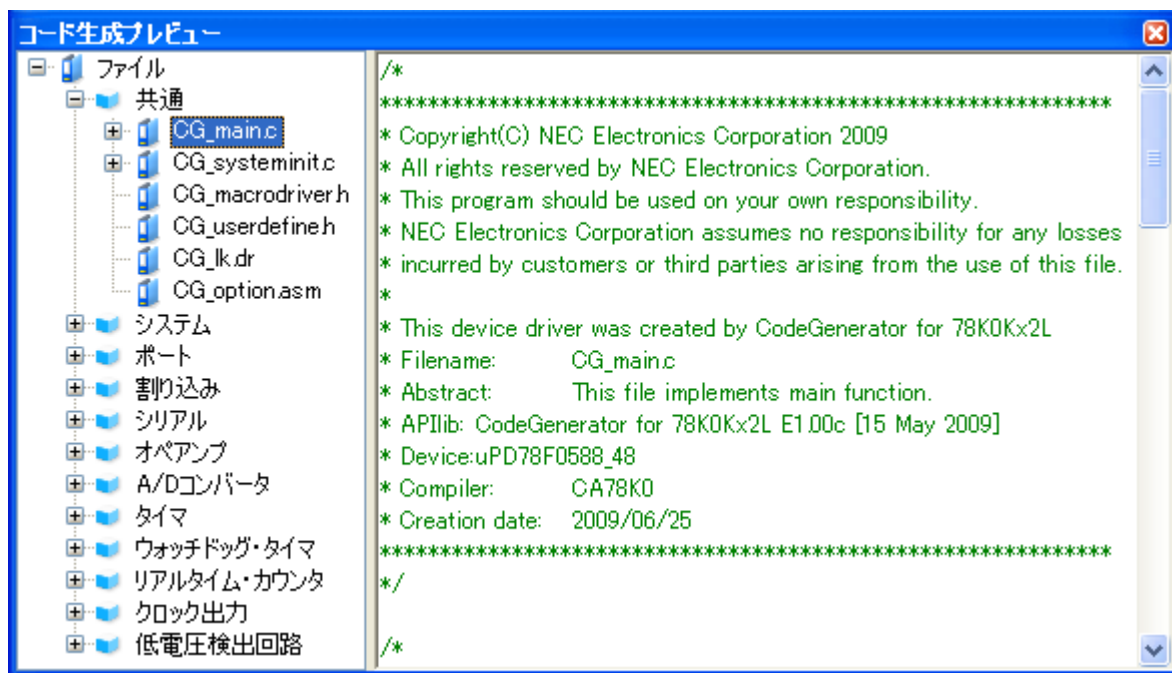 コード生成プレビュー
ファイル
共通
CG_main.c
CG_systeminit.c
CG_macrodriver.h
CG_userdefine.h
CG_lk.dr
CG_option.asm
システム
ポート
割り込み
シリアル
オペアンプ
A/Dコンバータ
タイマ
ウォッチドッグ・タイマ
リアルタイム・カウンタ
クロック出力
低電圧検出回路
/*
*************************************************************
* Copyright(C) NEC Electronics Corporation 2009
* All rights reserved by NEC Electronics Corporation.
* This program should be used on your own responsibility.
* NEC Electronics Corporation assumes no responsibility for any losses
* incurred by customers or third parties arising from the use of this file.
*
* This device driver was created by CodeGenerator for 78K0Kx2L
* Filename: CG_main.c
* Abstract: This file implements main function.
* APIlib: CodeGenerator for 78K0Kx2L E1.00c [15 May 2009]
* Device:uPD78F0588_48
* Compiler: CA78K0
* Creation date: 2009/06/25
*************************************************************
*/
/*